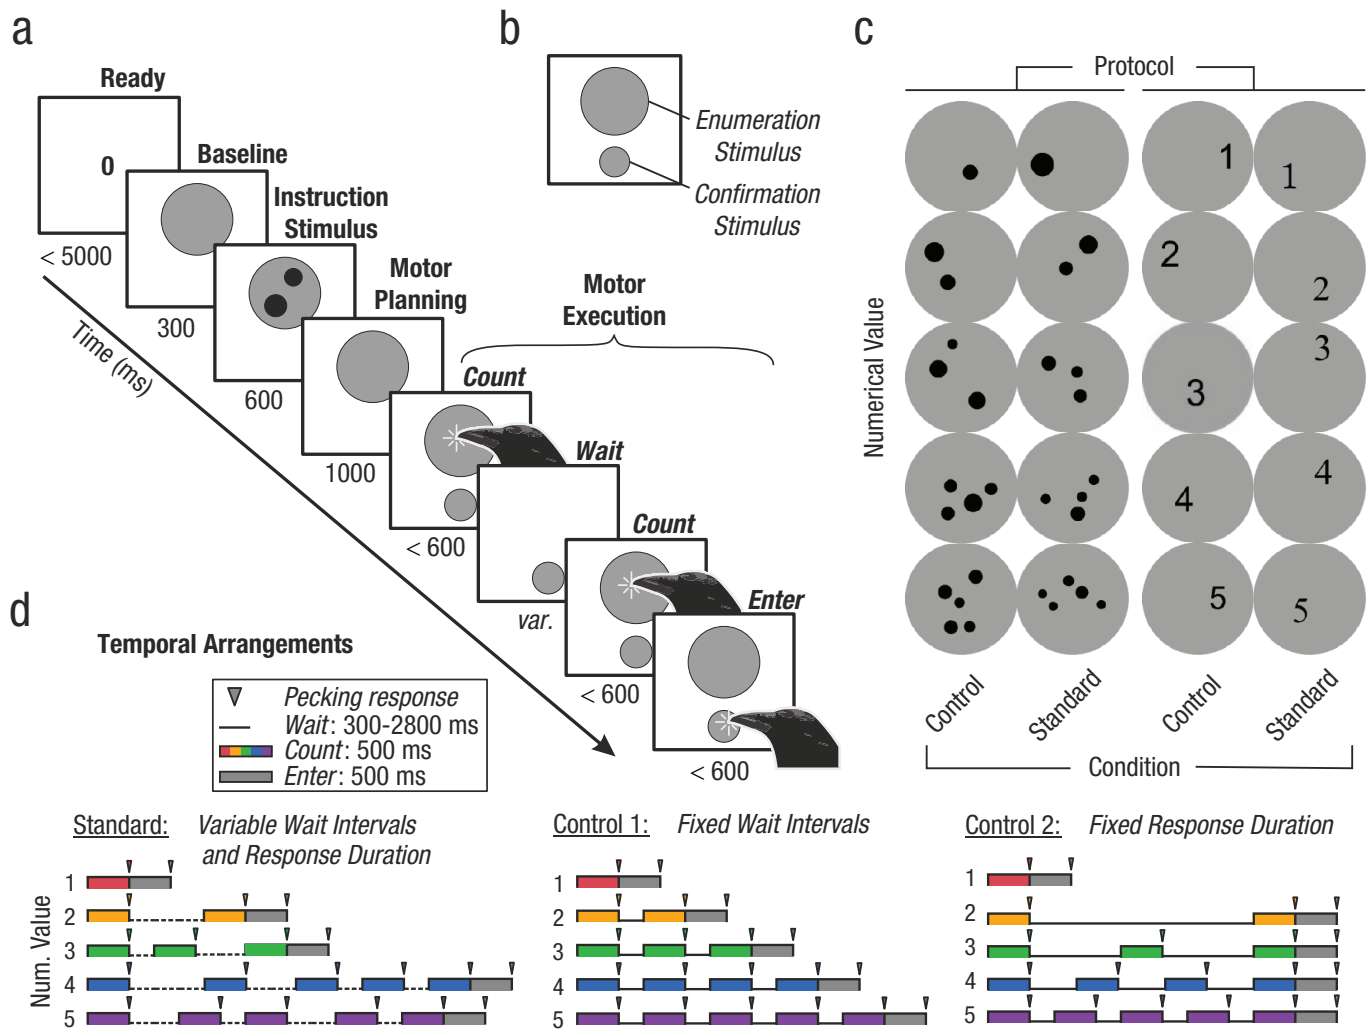 a
Ready
0
< 5000
Baseline
300
Instruction
Stimulus
600
Motor
Planning
1000
Motor
Execution
Count
< 600
Wait
var.
Count
< 600
Enter
< 600
Time (ms)
b
Enumeration
Stimulus
Confirmation
Stimulus
c
Protocol
Numerical Value
1
1
2
2
3
3
4
4
5
5
Control
Standard
Control
Standard
Condition
d
Temporal Arrangements
Pecking response
Wait: 300-2800 ms
Count: 500 ms
Enter: 500 ms
Standard: Variable Wait Intervals
and Response Duration
Num. Value
1
2
3
4
5
Control 1: Fixed Wait Intervals
1
2
3
4
5
Control 2: Fixed Response Duration
1
2
3
4
5